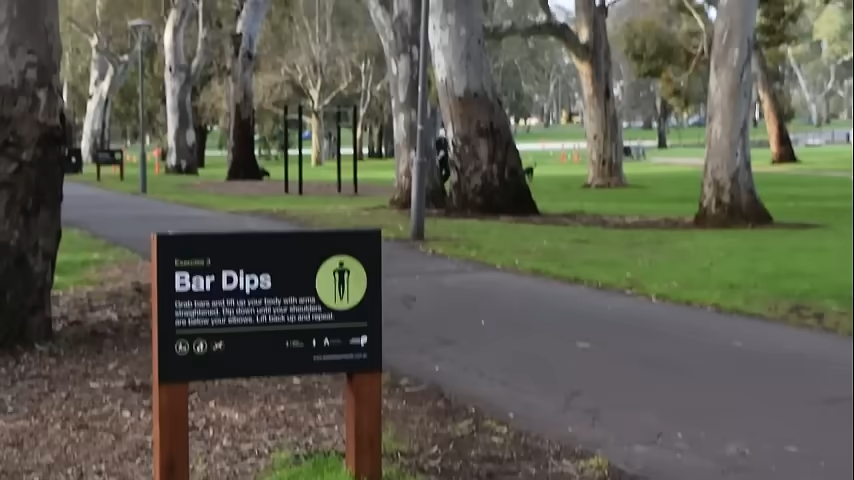 Exercise 3
Bar Dips
Grab bars and lift up your body with arms
straightened. Dip down until your shoulders
are below your elbows. Lift back up and repeat.